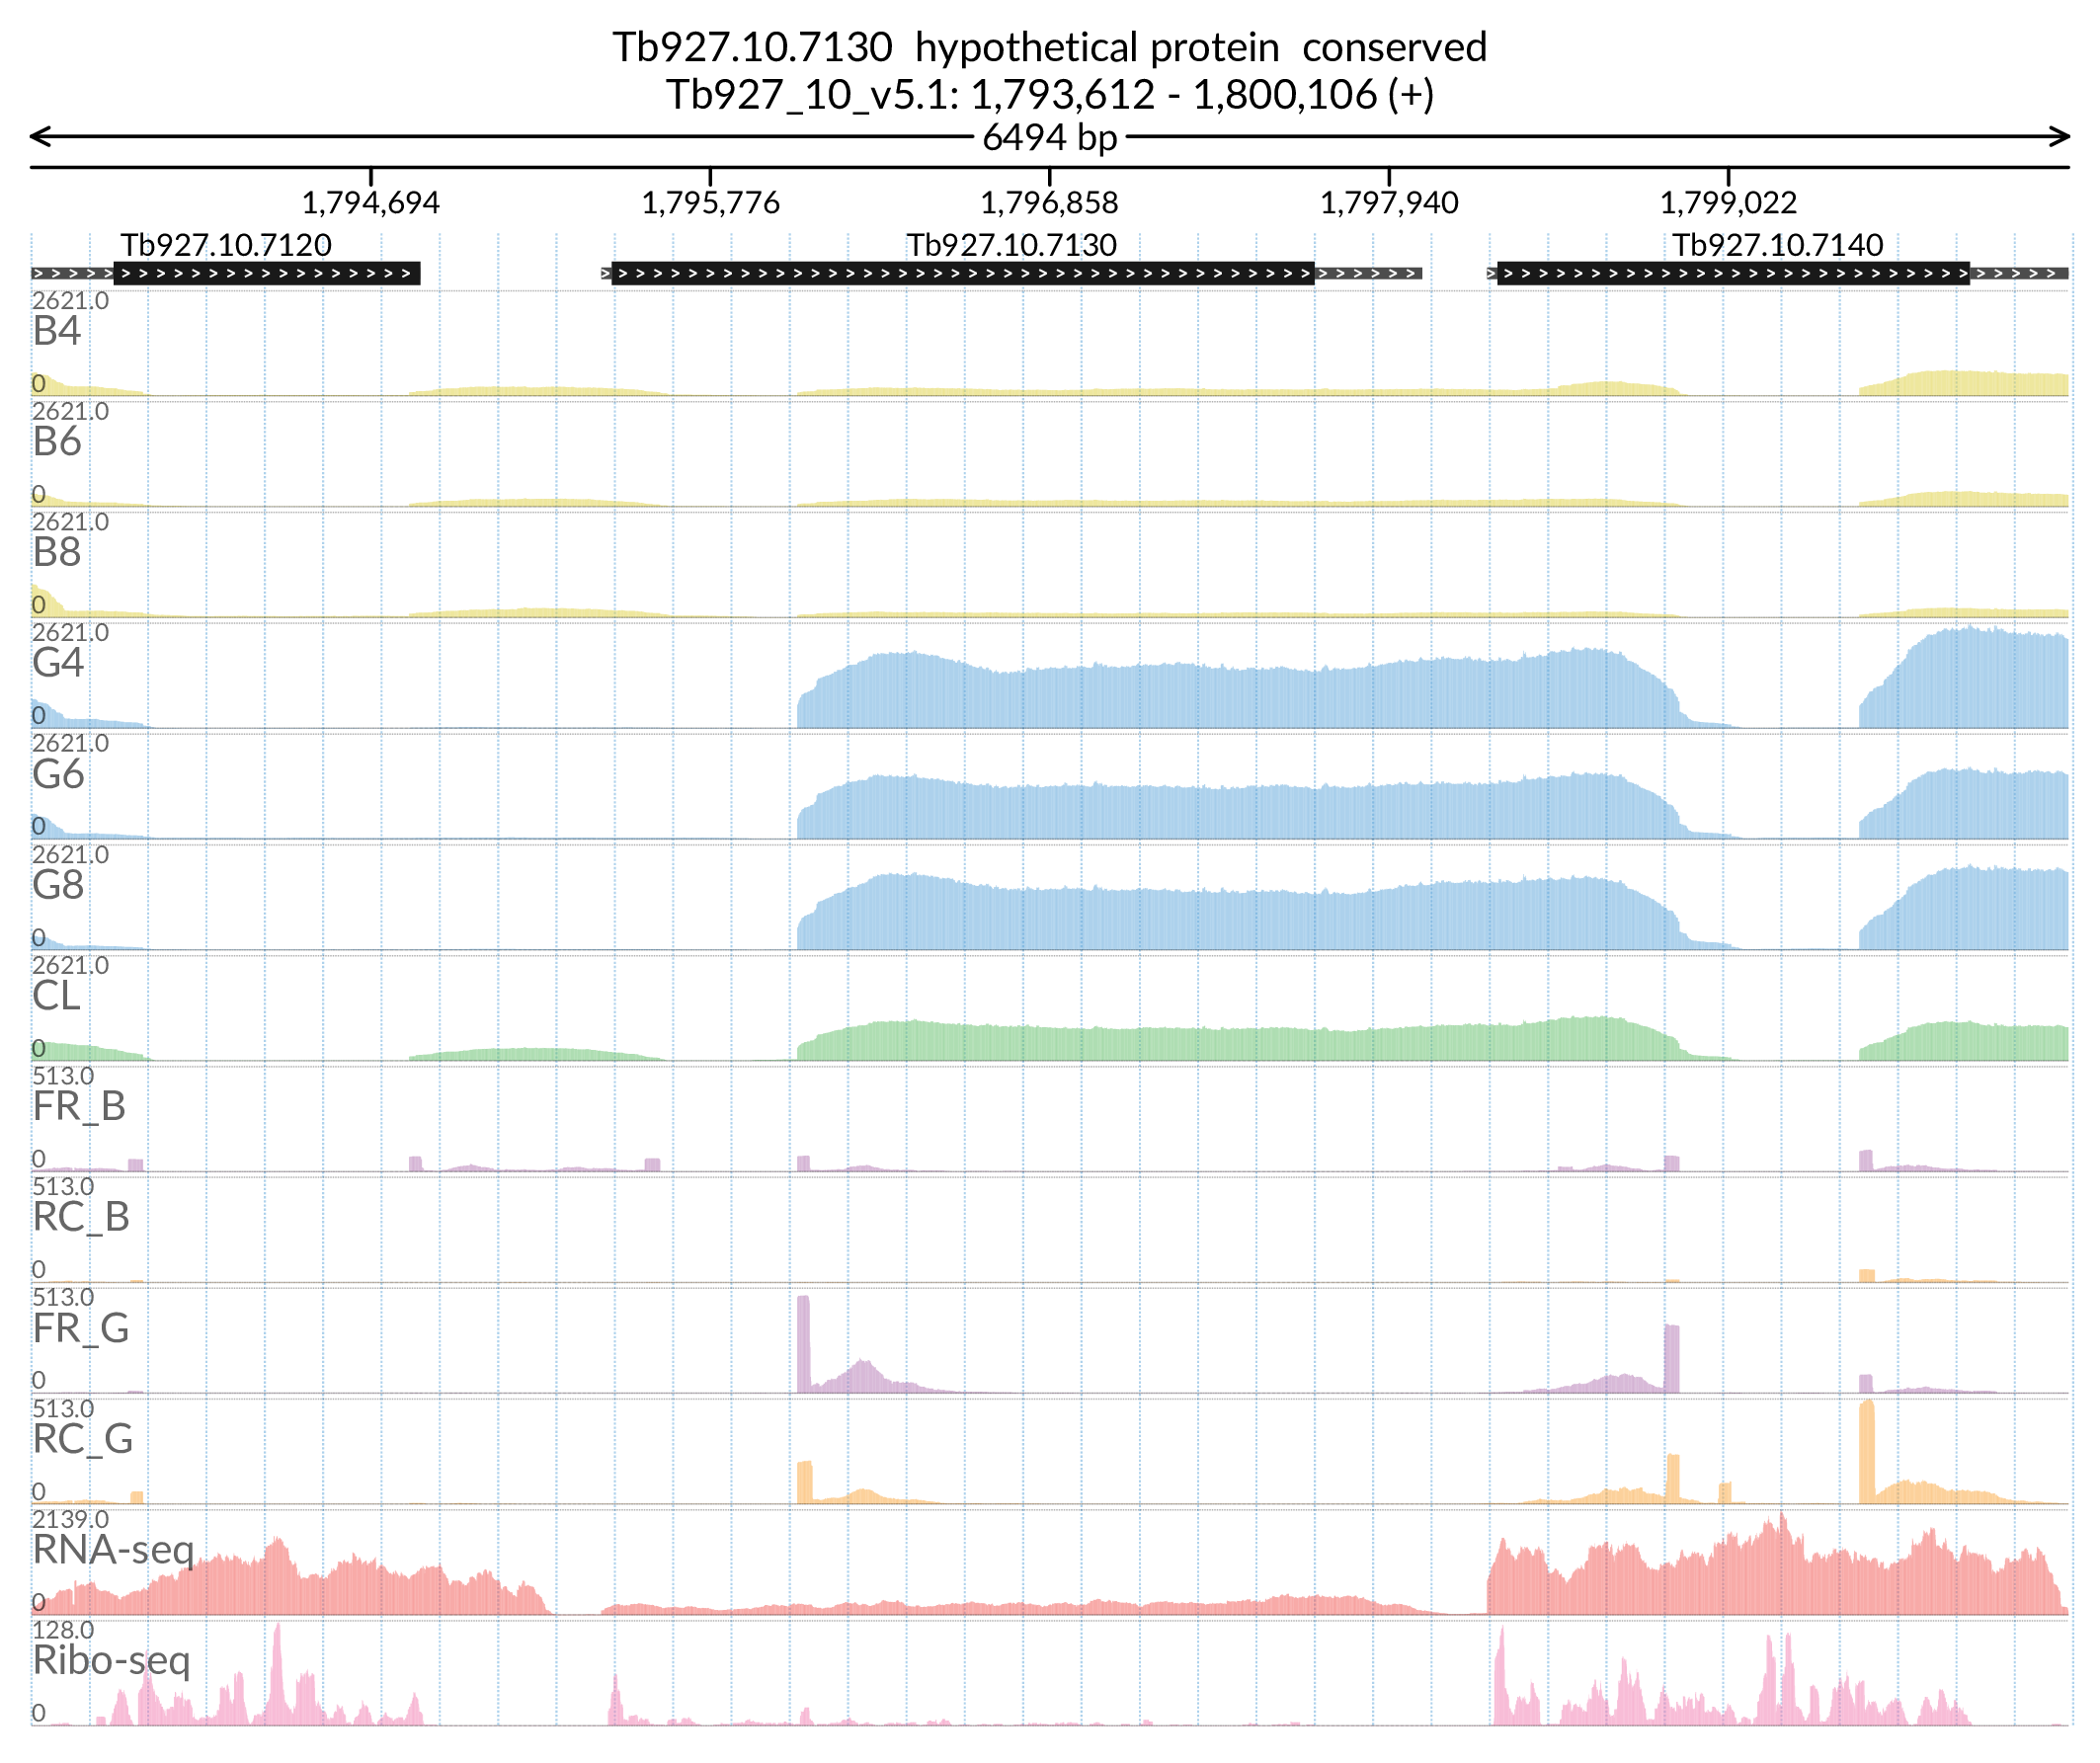 Tb927.10.7130 hypothetical protein conserved
Tb927_10_v5.1: 1,793,612 - 1,800,106 (+)
6494 bp
1,794,694 1,795,776 1,796,858 1,797,940 1,799,022
Tb927.10.7120 Tb927.10.7130 Tb927.10.7140
2621.0
B4
0
2621.0
B6
0
2621.0
B8
0
2621.0
G4
0
2621.0
G6
0
2621.0
G8
0
2621.0
CL
0
513.0
FR_B
0
513.0
RC_B
0
513.0
FR_G
0
513.0
RC_G
0
2139.0
RNA-seq
0
128.0
Ribo-seq
0